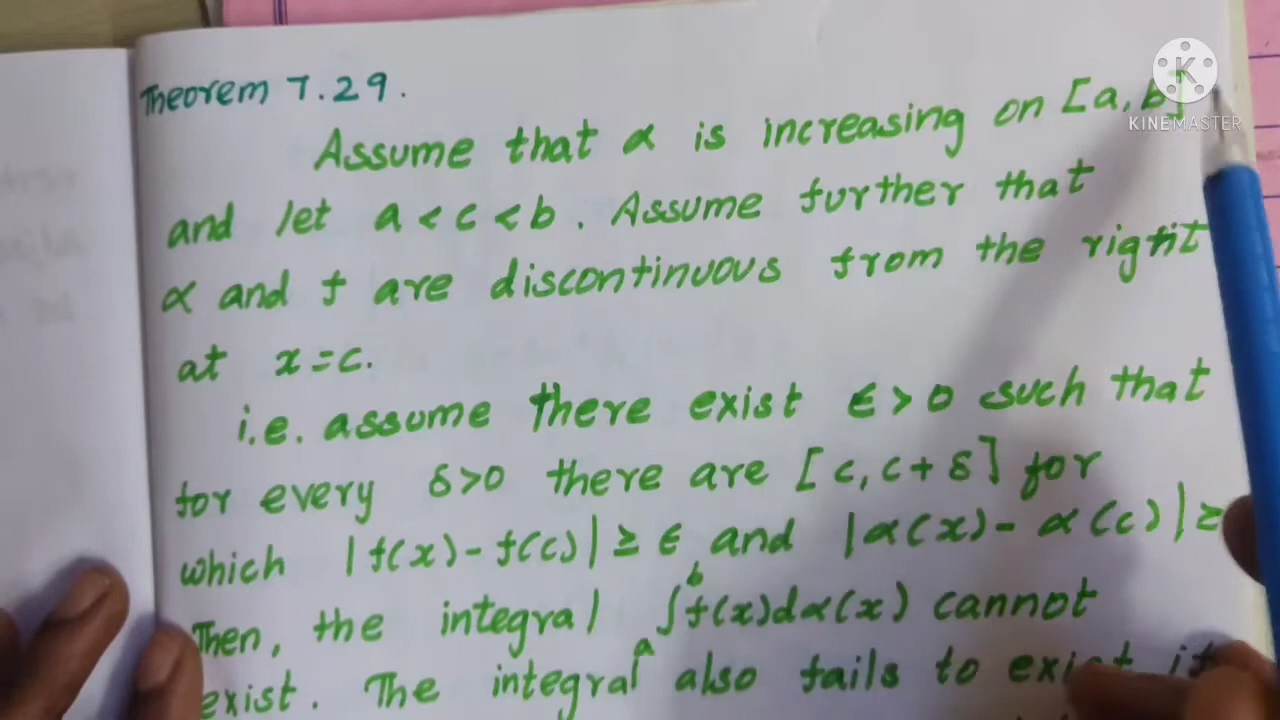 Theorem 7.29.
Assume that α is increasing on [a, b]
and let a < c < b. Assume further that
α and f are discontinuous from the right
at x = c.
i.e. assume there exist ϵ > 0 such that
for every δ > 0 there are [c, c + δ] for
which |f(x) - f(c)| ≥ ϵ and |α(x) - α(c)| ≥
Then, the integral ∫ₐᵇ f(x)dα(x) cannot
exist. The integral also fails to exist if
K
KINEMASTER